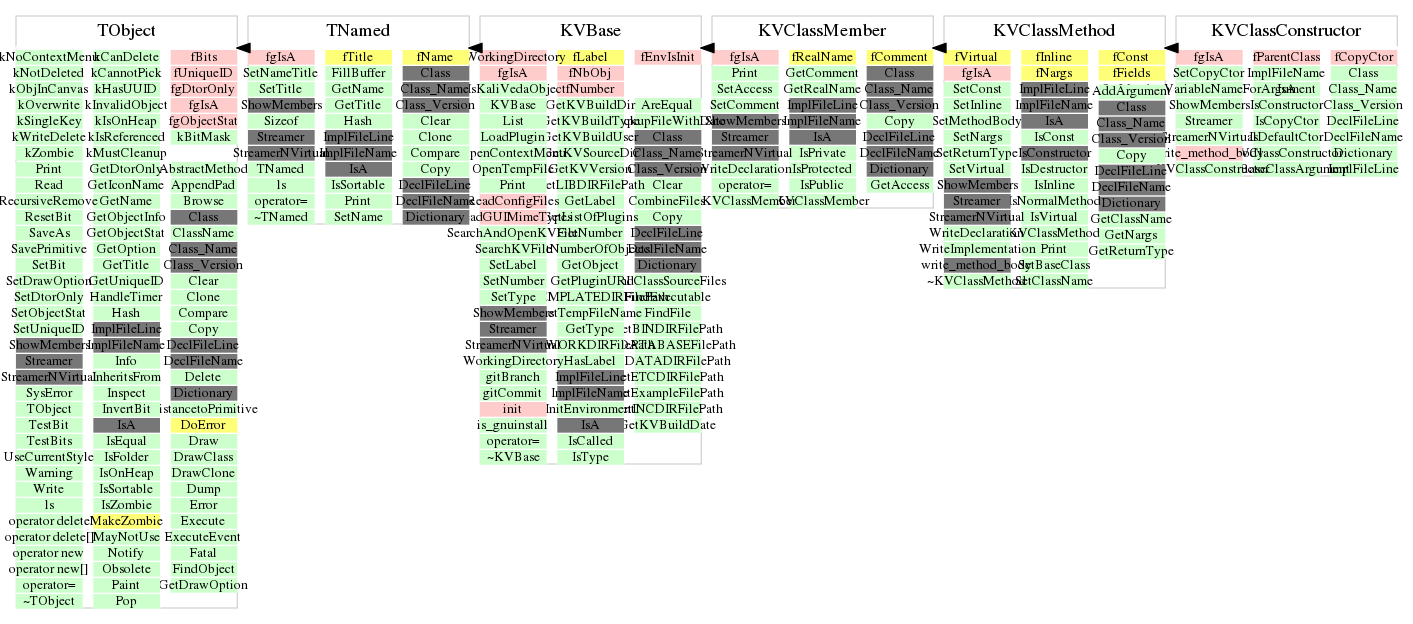 TObject
kNoContextMenu kCanDelete fBits
kNotDeleted kCannotPick fUniqueID
kObjInCanvas kHasUUID fgDtorOnly
kOverwrite kInvalidObject fgIsA
kSingleKey kIsOnHeap fgObjectStat
kWriteDelete kIsReferenced kBitMask
kZombie kMustCleanup
Print GetDtorOnly AbstractMethod
Read GetIconName AppendPad
RecursiveRemove GetName Browse
ResetBit GetObjectInfo Class
SaveAs GetObjectStat ClassName
SavePrimitive GetOption Class_Name
SetBit GetTitle Class_Version
SetDrawOption GetUniqueID Clear
SetDtorOnly HandleTimer Clone
SetObjectStat Hash Compare
SetUniqueID ImplFileLine Copy
ShowMembers ImplFileName DeclFileLine
Streamer Info DeclFileName
StreamerNVirtual InheritsFrom Delete
SysError Inspect Dictionary
TObject InvertBit DistancetoPrimitive
TestBit IsA DoError
TestBits IsEqual Draw
UseCurrentStyle IsFolder DrawClass
Warning IsOnHeap DrawClone
Write IsSortable Dump
ls IsZombie Error
operator delete MakeZombie Execute
operator delete[] MayNotUse ExecuteEvent
operator new Notify Fatal
operator new[] Obsolete FindObject
operator= Paint GetDrawOption
~TObject Pop
TNamed
fgIsA fTitle fName
SetNameTitle FillBuffer Class
SetTitle GetName Class_Name
ShowMembers GetTitle Class_Version
Sizeof Hash Clear
Streamer ImplFileLine Clone
StreamerNVirtual ImplFileName Compare
TNamed IsA Copy
ls IsSortable DeclFileLine
operator= Print DeclFileName
~TNamed SetName Dictionary
KVBase
WorkingDirectory fLabel fEnvIsInit
fgIsA fNbObj
IsKaliVedaObject fNumber
KVBase GetKVBuildDir AreEqual
List GetKVBuildType BackupFileWithDate
LoadPlugin GetKVBuildUser Class
OpenContextMenu GetKVSourceDir Class_Name
OpenTempFile GetKVVersion Class_Version
Print GetLIBDIRFilePath Clear
ReadConfigFiles GetLabel CombineFiles
ReadGUIMimeTypes GetListOfPlugins Copy
SearchAndOpenKVFile GetNumber DeclFileLine
SearchKVFile GetNumberOfObjects DeclFileName
SetLabel GetObject Dictionary
SetNumber GetPluginURI FindClassSourceFiles
SetType GetTEMPLATEDIRFilePath FindExecutable
ShowMembers GetTempFileName FindFile
Streamer GetType GetBINDIRFilePath
StreamerNVirtual GetWORKDIRFilePath GetDATABASEFilePath
WorkingDirectory HasLabel GetDATADIRFilePath
gitBranch ImplFileLine GetETCDIRFilePath
gitCommit ImplFileName GetExampleFilePath
init InitEnvironment GetINCDIRFilePath
is_gnuinstall IsA GetKVBuildDate
operator= IsCalled
~KVBase IsType
KVClassMember
fgIsA fRealName fComment
Print GetComment Class
SetAccess GetRealName Class_Name
SetComment ImplFileLine Class_Version
ShowMembers ImplFileName Copy
Streamer IsA DeclFileLine
StreamerNVirtual IsPrivate DeclFileName
WriteDeclaration IsProtected Dictionary
operator= IsPublic GetAccess
KVClassMember KVClassMember
KVClassMethod
fVirtual fInline fConst
fgIsA fNargs fFields
SetConst ImplFileLine AddArgument
SetInline ImplFileName Class
SetMethodBody IsA Class_Name
SetNargs IsConst Class_Version
SetReturnType IsConstructor Copy
SetVirtual IsDestructor DeclFileLine
ShowMembers IsInline DeclFileName
Streamer IsNormalMethod Dictionary
StreamerNVirtual IsVirtual GetClassName
WriteDeclaration KVClassMethod GetNargs
WriteImplementation Print GetReturnType
write_method_body SetBaseClass
~KVClassMethod SetClassName
KVClassConstructor
fgIsA fParentClass fCopyCtor
SetCopyCtor ImplFileName Class
VariableNameForArgument IsA Class_Name
ShowMembers IsConstructor Class_Version
Streamer IsCopyCtor DeclFileLine
StreamerNVirtual IsDefaultCtor DeclFileName
write_method_body KVClassConstructor Dictionary
KVClassConstructor BaseClassArgument ImplFileLine